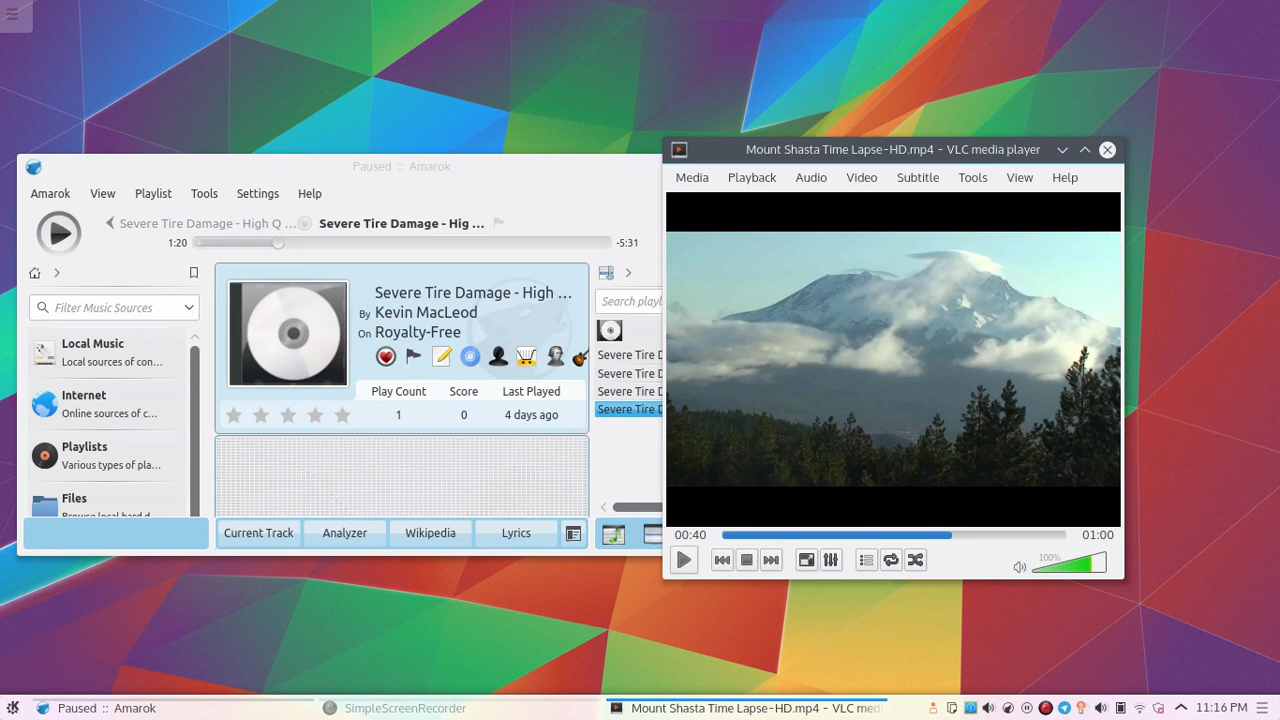 Paused :: Amarok
Amarok View Playlist Tools Settings Help
Severe Tire Damage - High Q ... Severe Tire Damage - Hig ...
1:20 -5:31
Filter Music Sources
Local Music
Local sources of con...
Internet
Online sources of c...
Playlists
Various types of pla...
Files
Browse local hard d
Severe Tire Damage - High ...
By Kevin MacLeod
On Royalty-Free
Play Count Score Last Played
1 0 4 days ago
Current Track Analyzer Wikipedia Lyrics
Search playl
Severe Tire D
Severe Tire D
Severe Tire D
Severe Tire D
Mount Shasta Time Lapse-HD.mp4 - VLC media player
Media Playback Audio Video Subtitle Tools View Help
00:40 01:00
100%
Paused :: Amarok SimpleScreenRecorder Mount Shasta Time Lapse-HD.mp4 - VLC med 11:16 PM